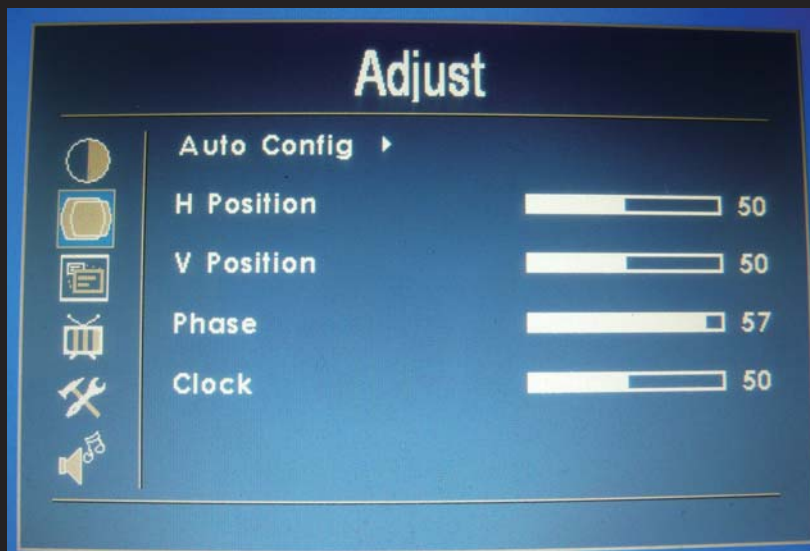 Adjust
Auto Config
H Position 50
V Position 50
Phase 57
Clock 50